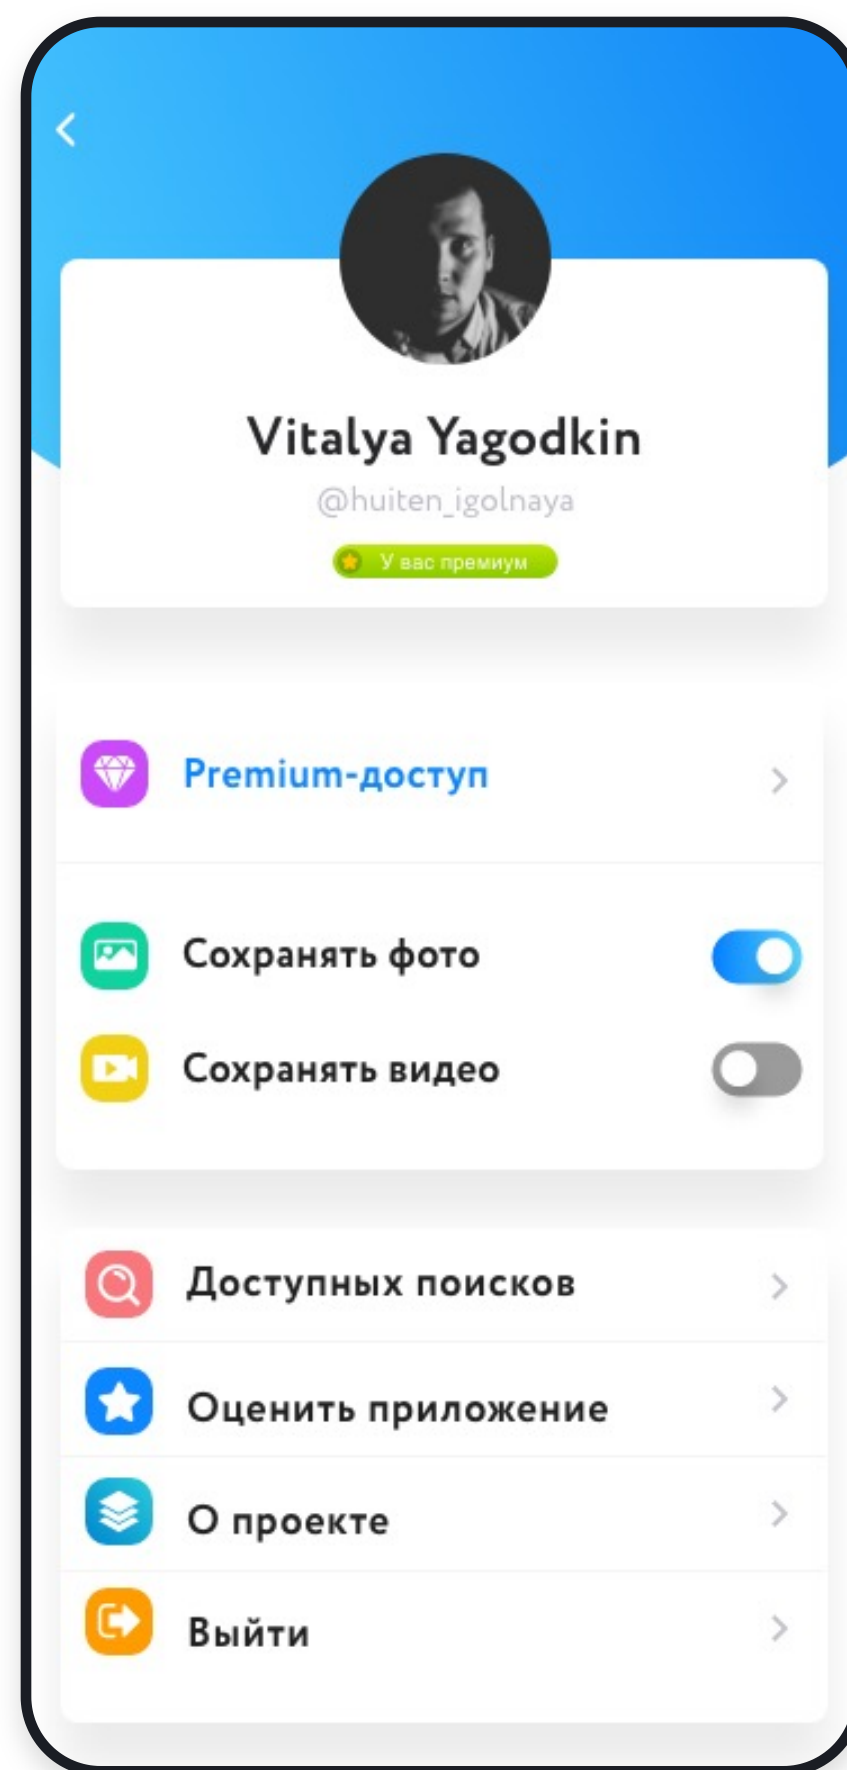 Vitalya Yagodkin
@huiten_igolnaya
У вас премиум
Premium-доступ
Сохранять фото
Сохранять видео
Доступных поисков
Оценить приложение
О проекте
Выйти